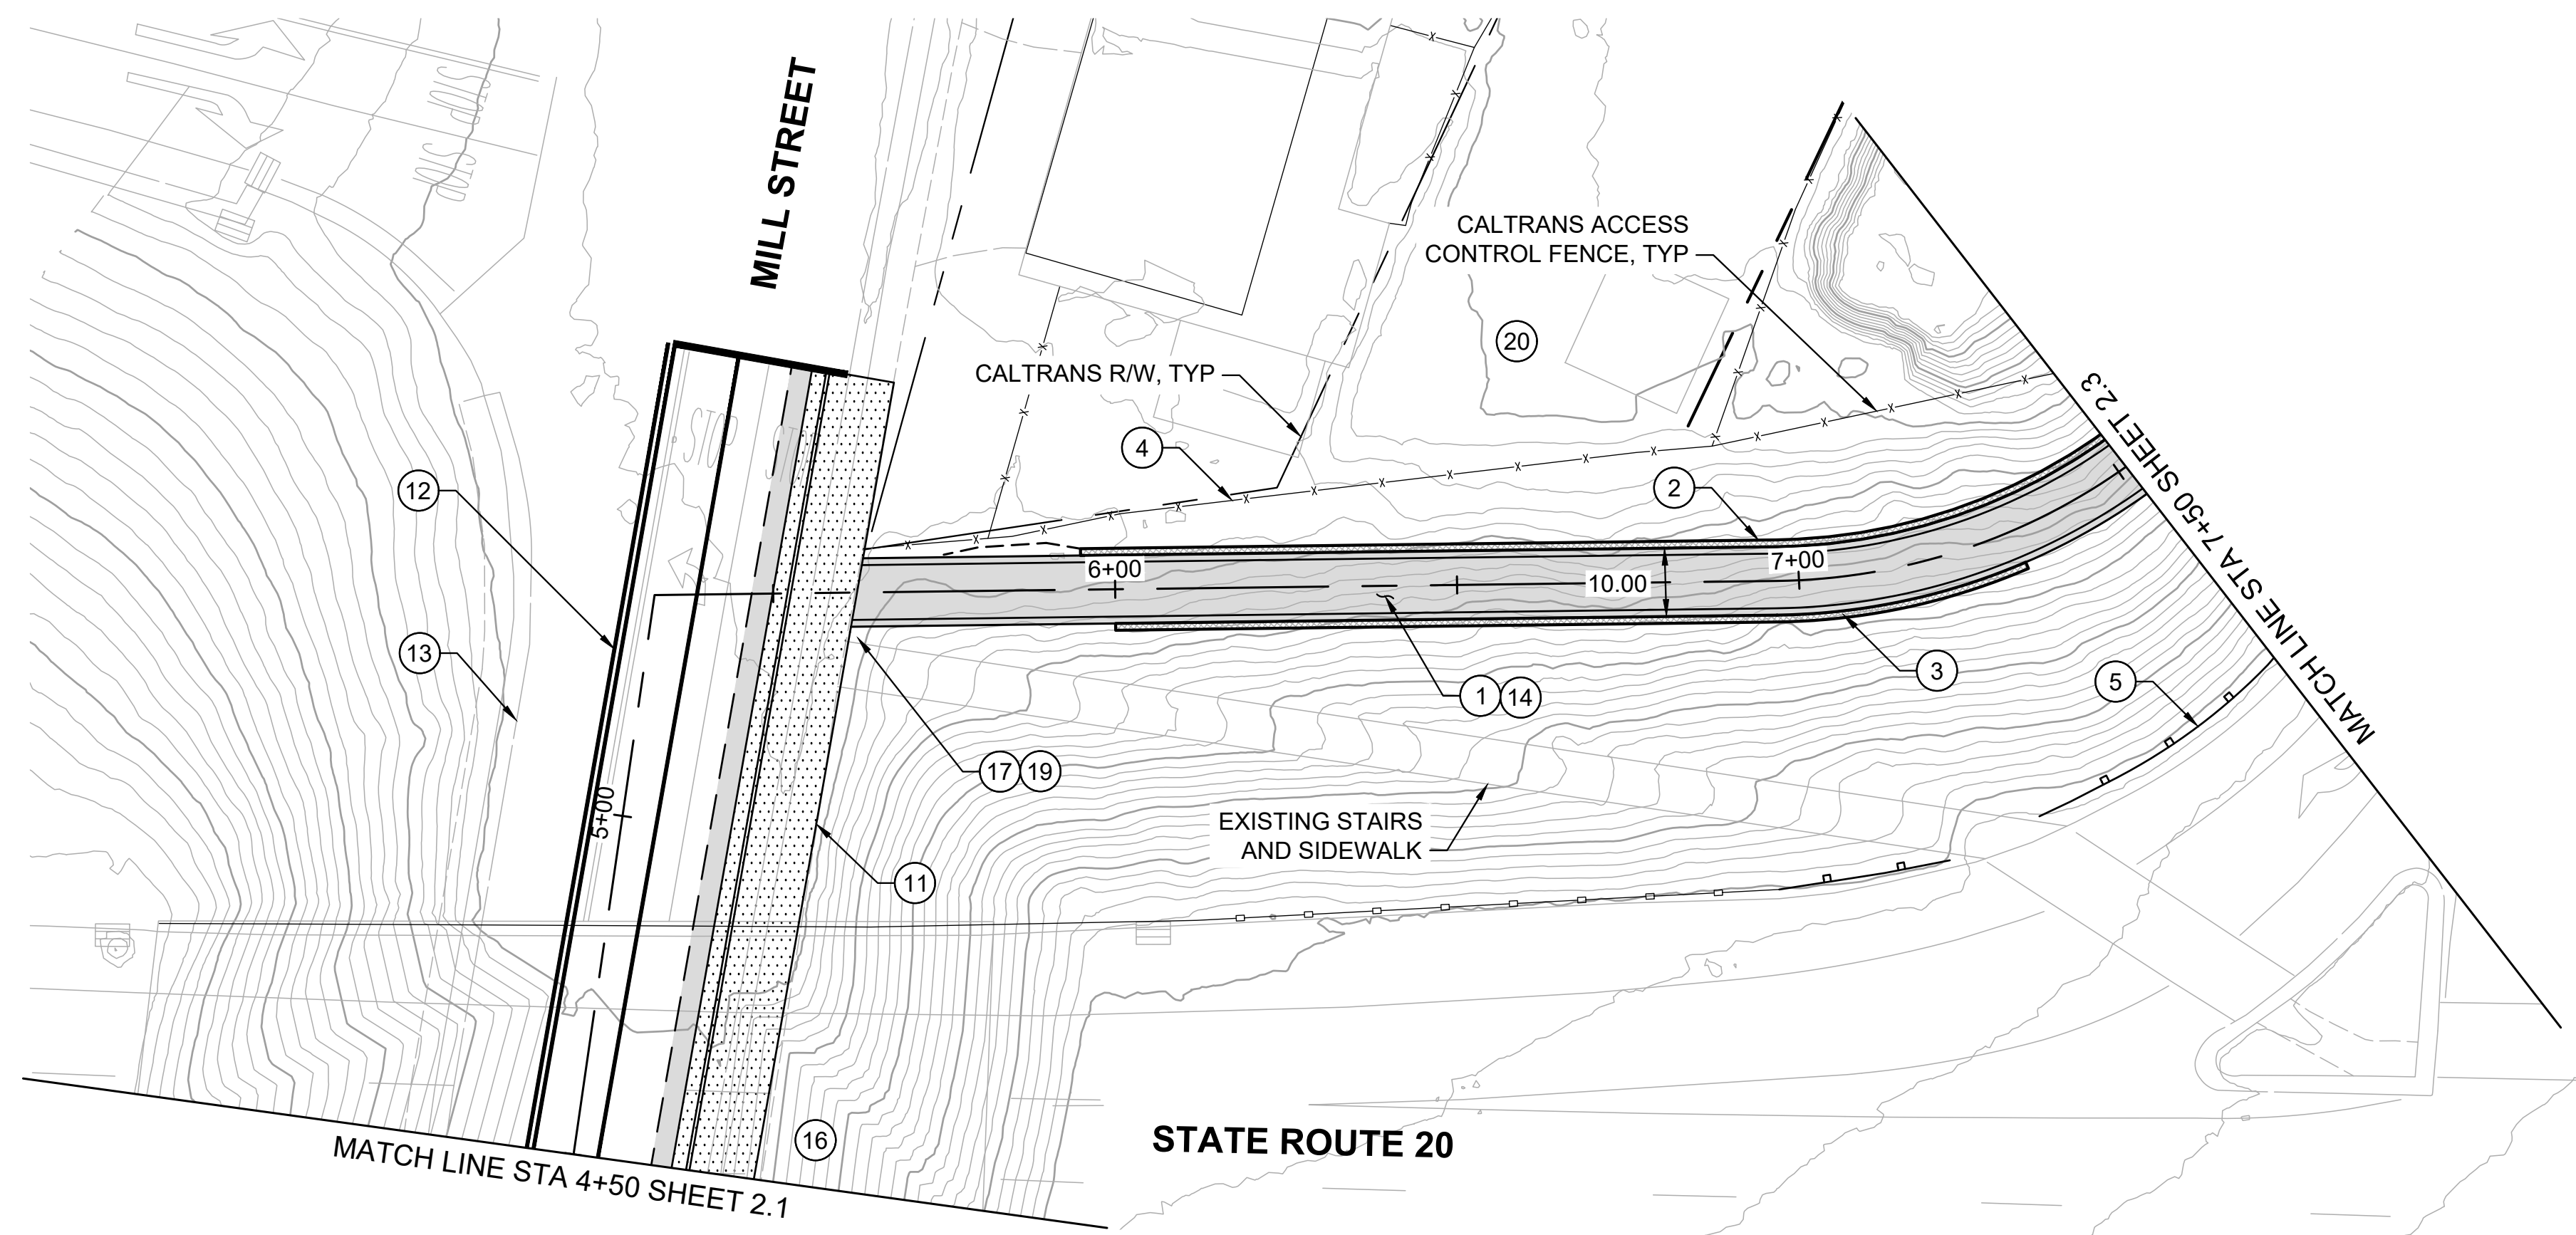 MILL STREET
CALTRANS ACCESS
CONTROL FENCE, TYP
20
CALTRANS R/W, TYP
4
2
12
STOP
6+00
7+00
10.00
MATCH LINE STA 7+50 SHEET 2.3
13
3
5
1
14
17
19
5+00
EXISTING STAIRS
AND SIDEWALK
11
16
STATE ROUTE 20
MATCH LINE STA 4+50 SHEET 2.1